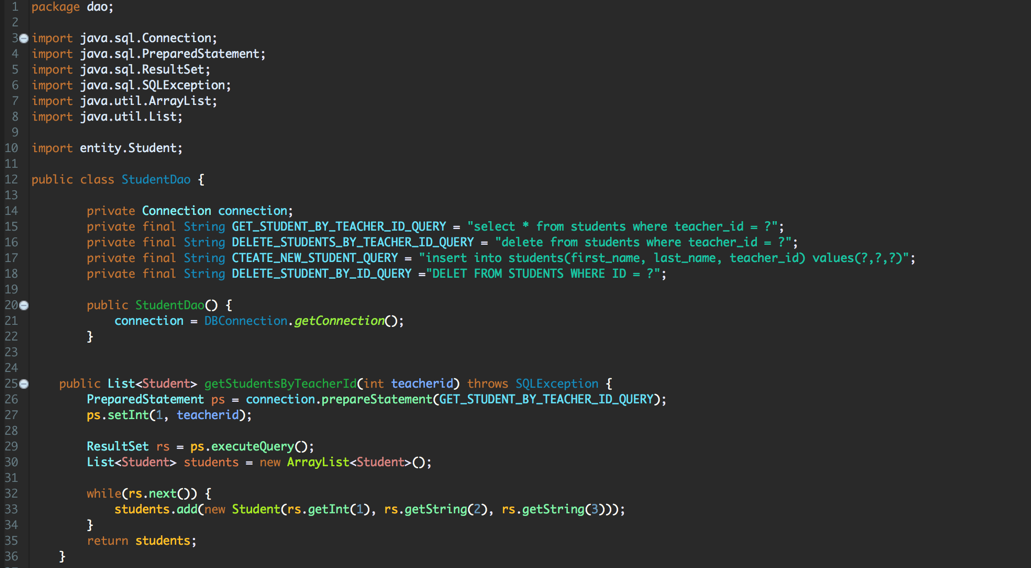 1 package dao;
2
3 import java.sql.Connection;
4 import java.sql.PreparedStatement;
5 import java.sql.ResultSet;
6 import java.sql.SQLException;
7 import java.util.ArrayList;
8 import java.util.List;
9
10 import entity.Student;
11
12 public class StudentDao {
13
14 private Connection connection;
15 private final String GET_STUDENT_BY_TEACHER_ID_QUERY = "select * from students where teacher_id = ?";
16 private final String DELETE_STUDENTS_BY_TEACHER_ID_QUERY = "delete from students where teacher_id = ?";
17 private final String CTEATE_NEW_STUDENT_QUERY = "insert into students(first_name, last_name, teacher_id) values(?,?,?)";
18 private final String DELETE_STUDENT_BY_ID_QUERY ="DELET FROM STUDENTS WHERE ID = ?";
19
20 public StudentDao() {
21 connection = DBConnection.getConnection();
22 }
23
24
25 public List<Student> getStudentsByTeacherId(int teacherid) throws SQLException {
26 PreparedStatement ps = connection.prepareStatement(GET_STUDENT_BY_TEACHER_ID_QUERY);
27 ps.setInt(1, teacherid);
28
29 ResultSet rs = ps.executeQuery();
30 List<Student> students = new ArrayList<Student>();
31
32 while(rs.next()) {
33 students.add(new Student(rs.getInt(1), rs.getString(2), rs.getString(3)));
34 }
35 return students;
36 }